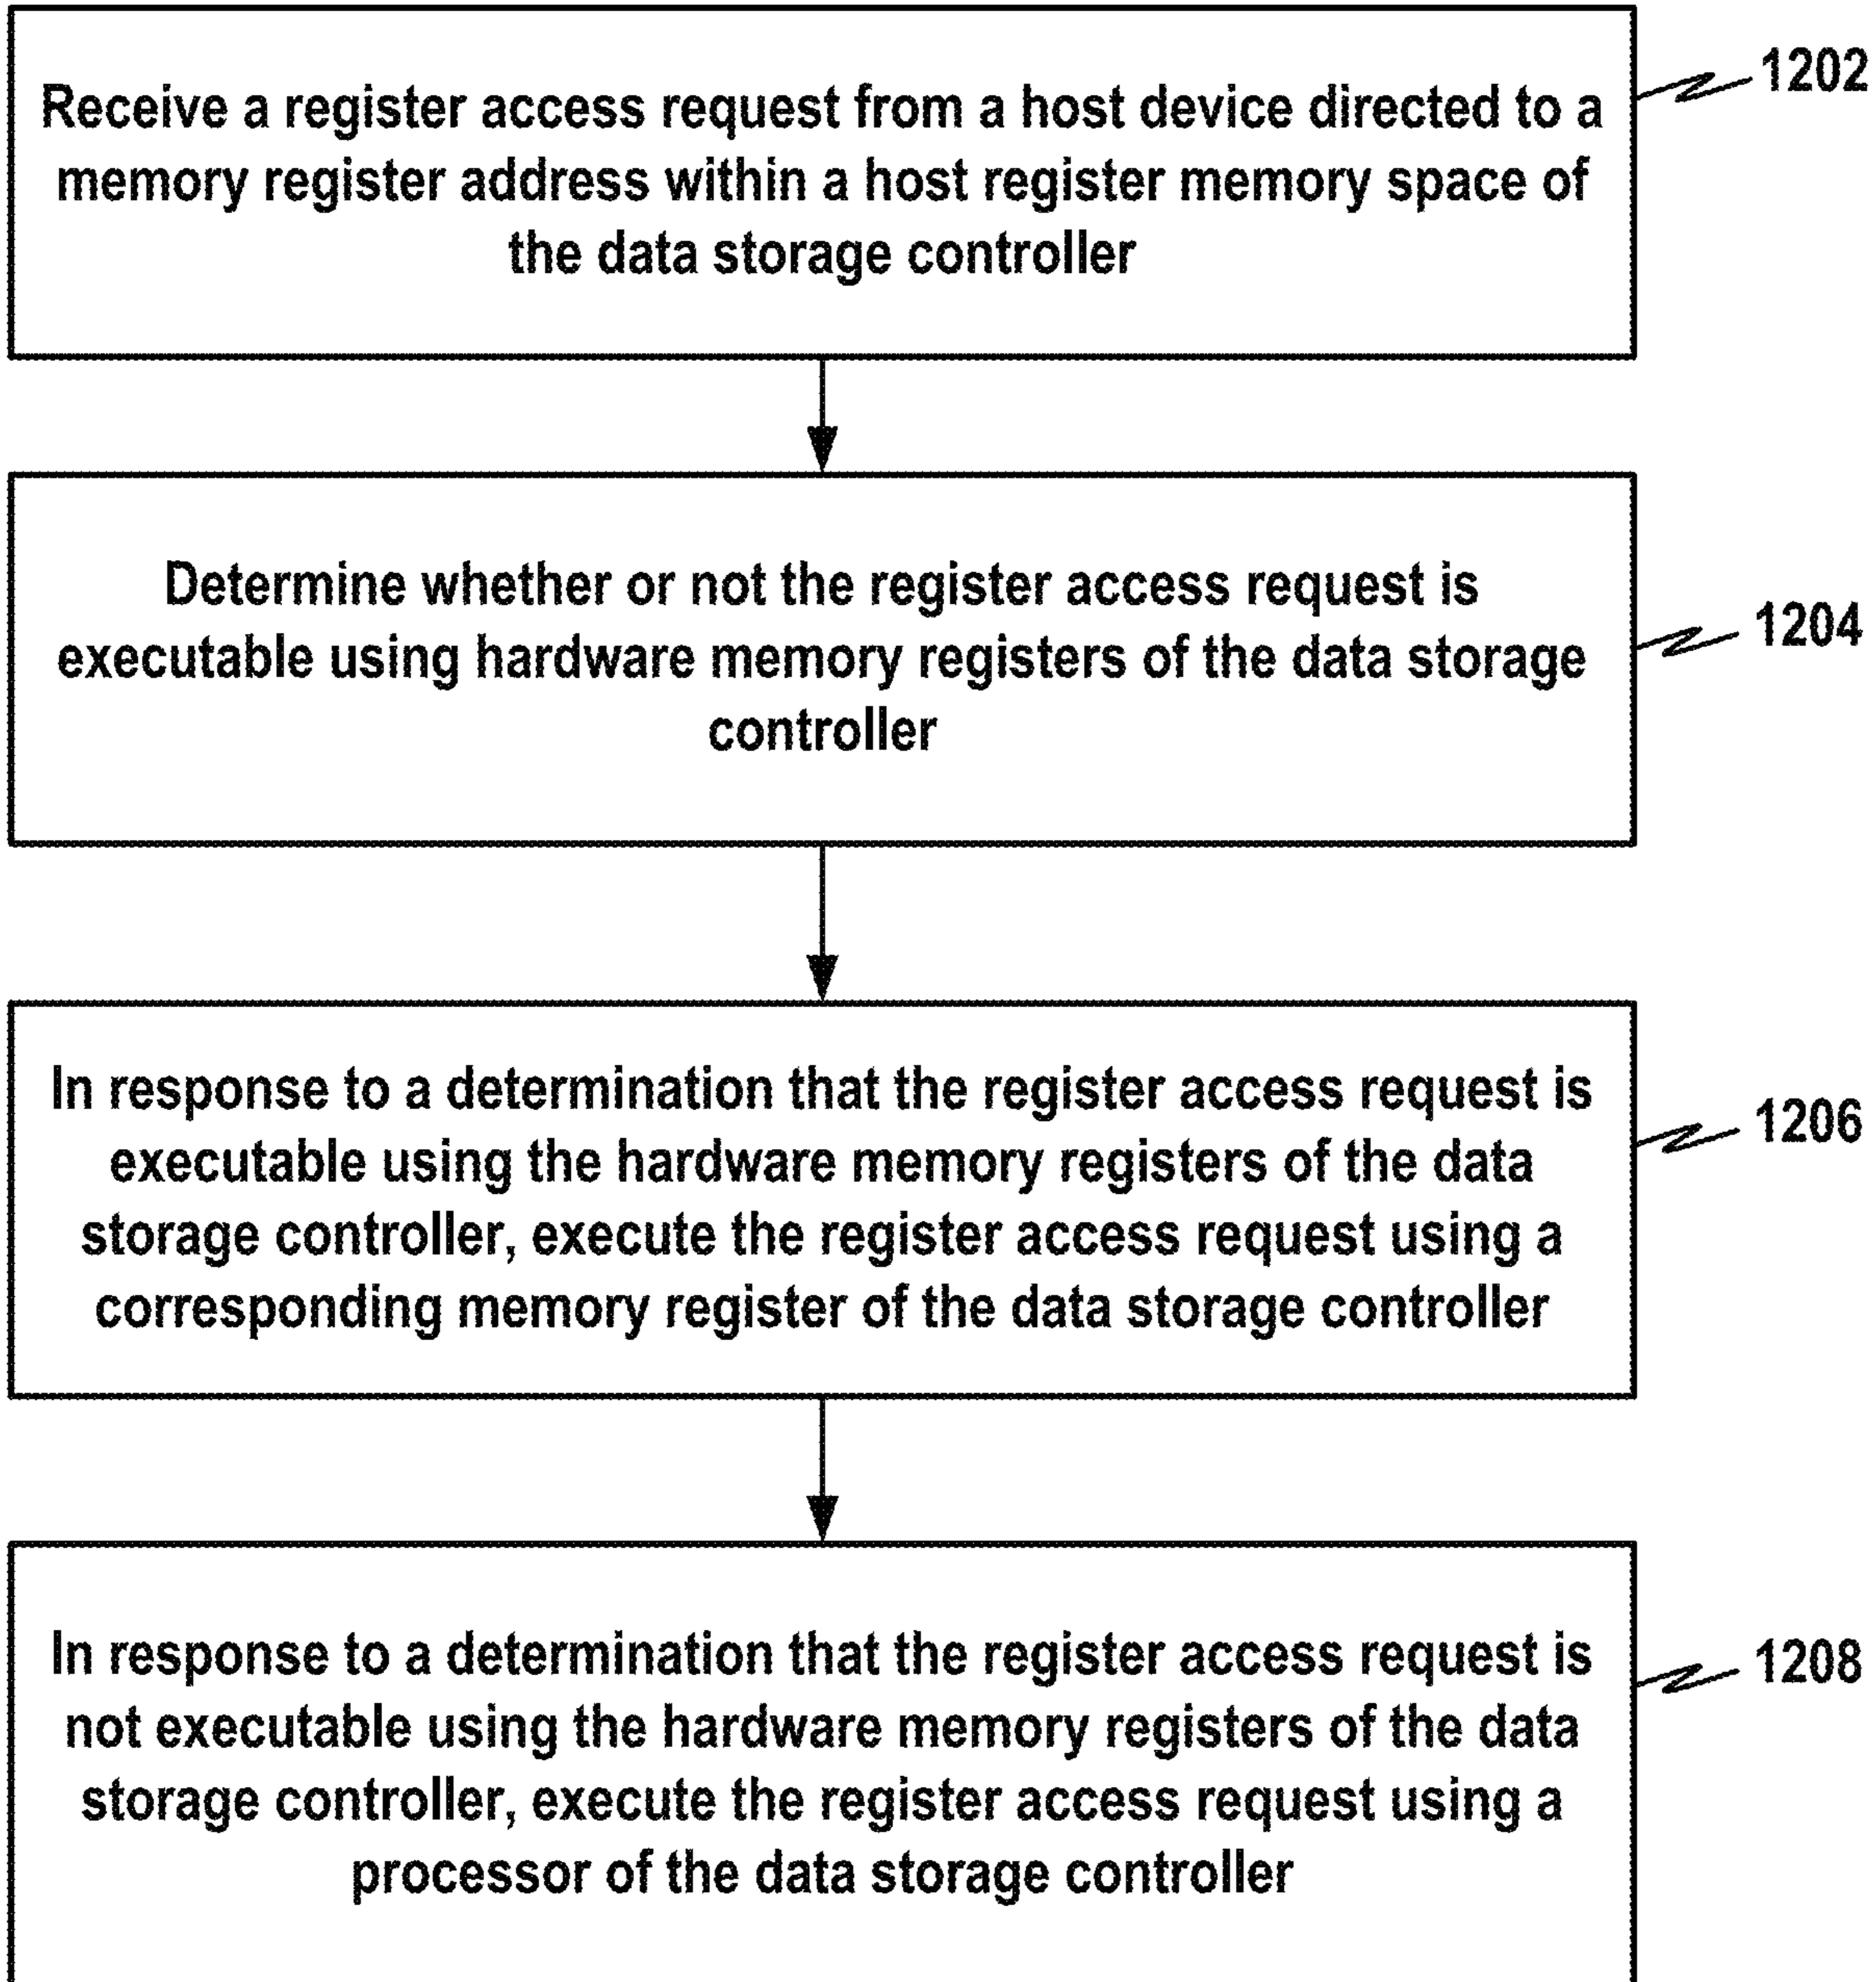 Receive a register access request from a host device directed to a
memory register address within a host register memory space of
the data storage controller
1202
Determine whether or not the register access request is
executable using hardware memory registers of the data storage
controller
1204
In response to a determination that the register access request is
executable using the hardware memory registers of the data
storage controller, execute the register access request using a
corresponding memory register of the data storage controller
1206
In response to a determination that the register access request is
not executable using the hardware memory registers of the data
storage controller, execute the register access request using a
processor of the data storage controller
1208